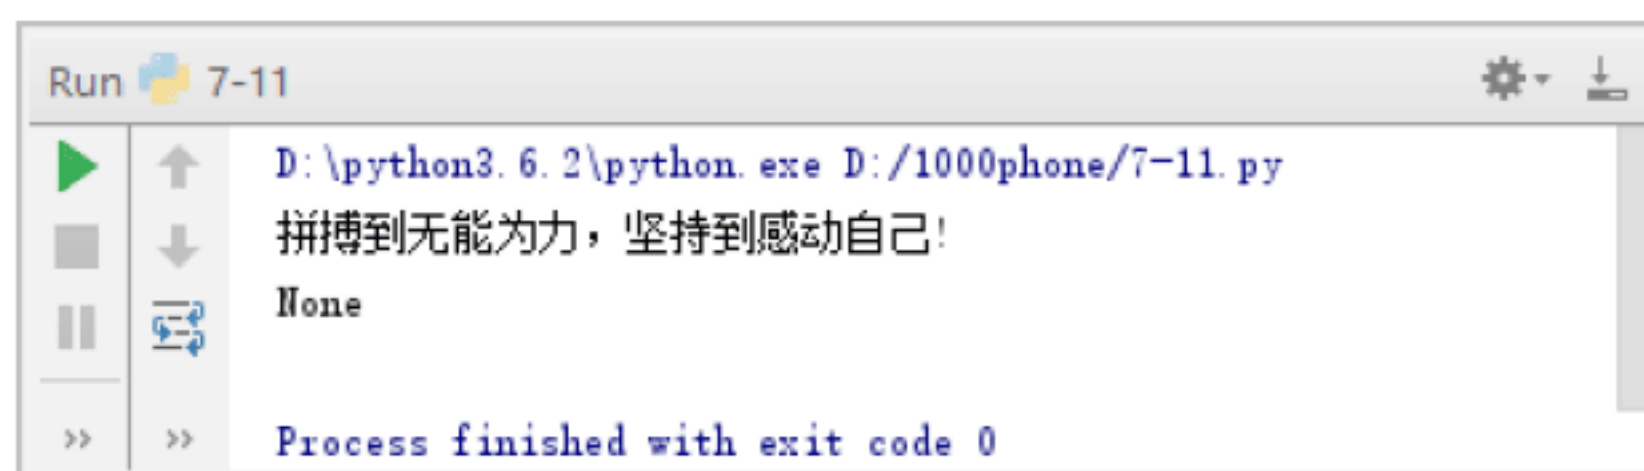 Run 7-11
D:\python3.6.2\python.exe D:/1000phone/7-11.py
拼搏到无能为力，坚持到感动自己!
None
Process finished with exit code 0